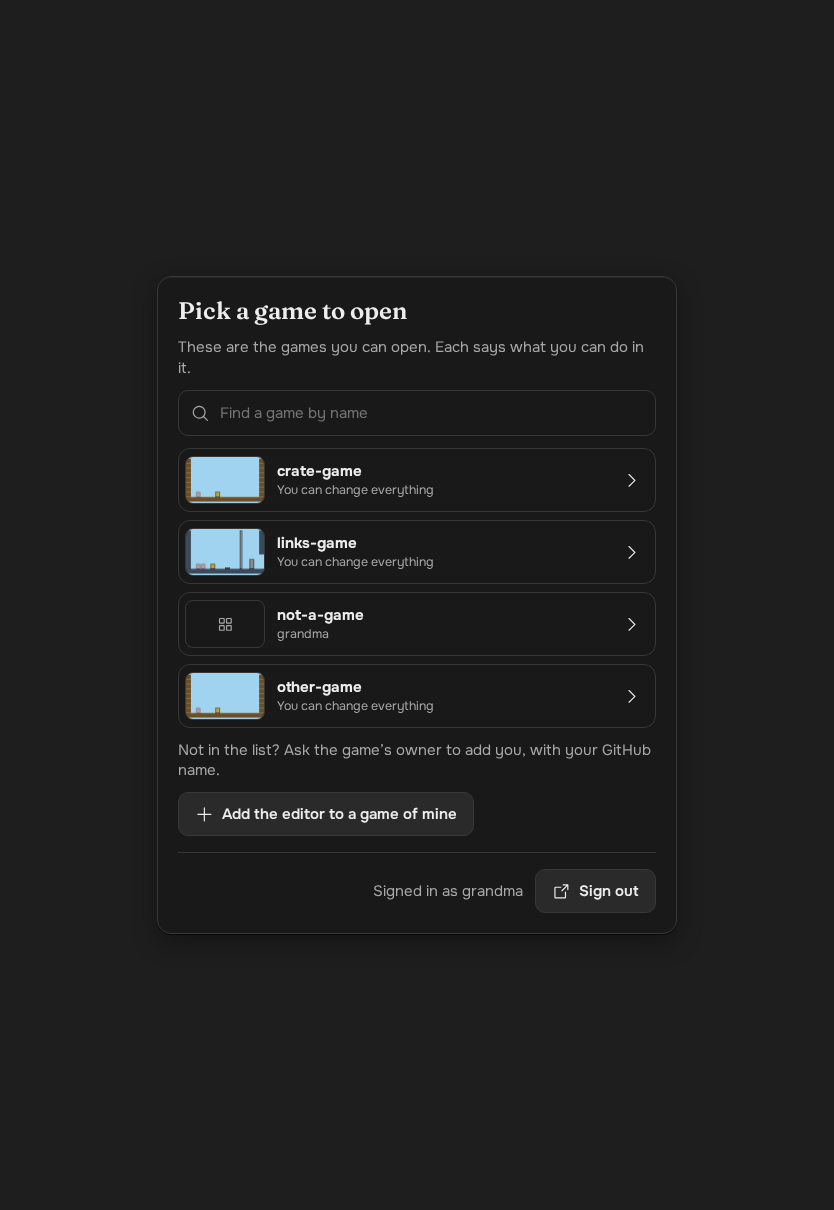 Pick a game to open
These are the games you can open. Each says what you can do in
it.
Find a game by name
crate-game
You can change everything
links-game
You can change everything
not-a-game
grandma
other-game
You can change everything
Not in the list? Ask the game’s owner to add you, with your GitHub
name.
Add the editor to a game of mine
Signed in as grandma
Sign out